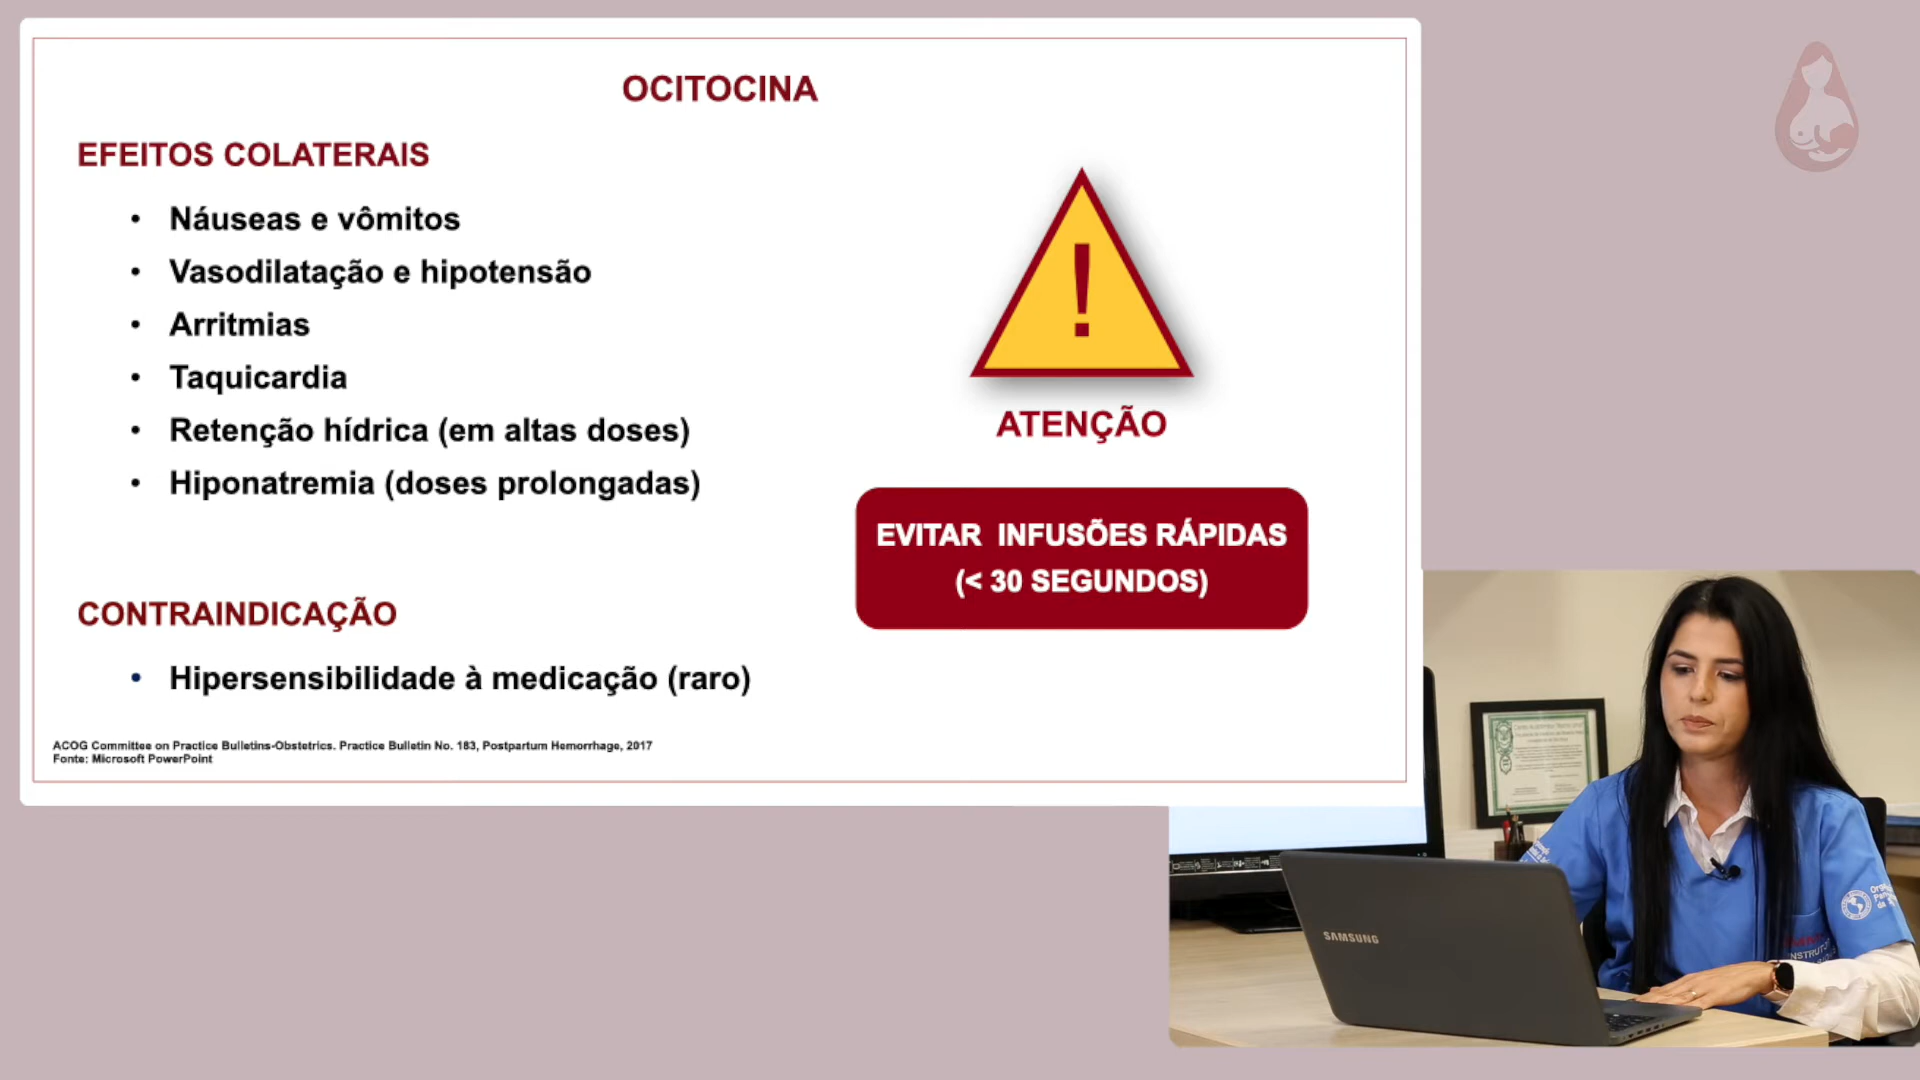 OCITOCINA
EFEITOS COLATERAIS
• Náuseas e vômitos
• Vasodilatação e hipotensão
• Arritmias
• Taquicardia
• Retenção hídrica (em altas doses)
• Hiponatremia (doses prolongadas)
!
ATENÇÃO
EVITAR INFUSÕES RÁPIDAS
(< 30 SEGUNDOS)
CONTRAINDICAÇÃO
• Hipersensibilidade à medicação (raro)
ACOG Committee on Practice Bulletins-Obstetrics. Practice Bulletin No. 183, Postpartum Hemorrhage, 2017
Fonte: Microsoft PowerPoint
SAMSUNG